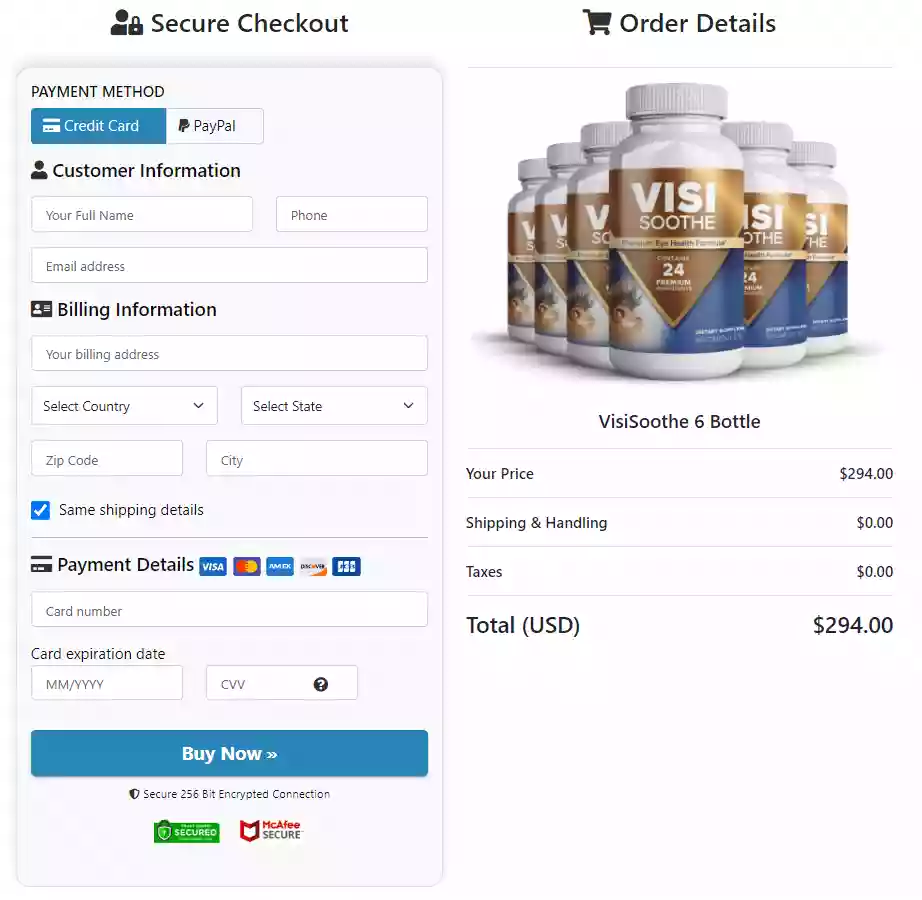 Secure Checkout
PAYMENT METHOD
Credit Card
PayPal
Customer Information
Your Full Name
Phone
Email address
Billing Information
Your billing address
Select Country
Select State
Zip Code
City
Same shipping details
Payment Details VISA AMEX DISCOVER JCB
Card number
Card expiration date
MM/YYYY
CVV
Buy Now »
Secure 256 Bit Encrypted Connection
SECURED
McAfee
SECURE
Order Details
VISI
SOOTHE
Premium Eye Health Formula
CONTAINS
24
PREMIUM
DIETARY SUPPLEMENT
VisiSoothe 6 Bottle
Your Price $294.00
Shipping & Handling $0.00
Taxes $0.00
Total (USD) $294.00